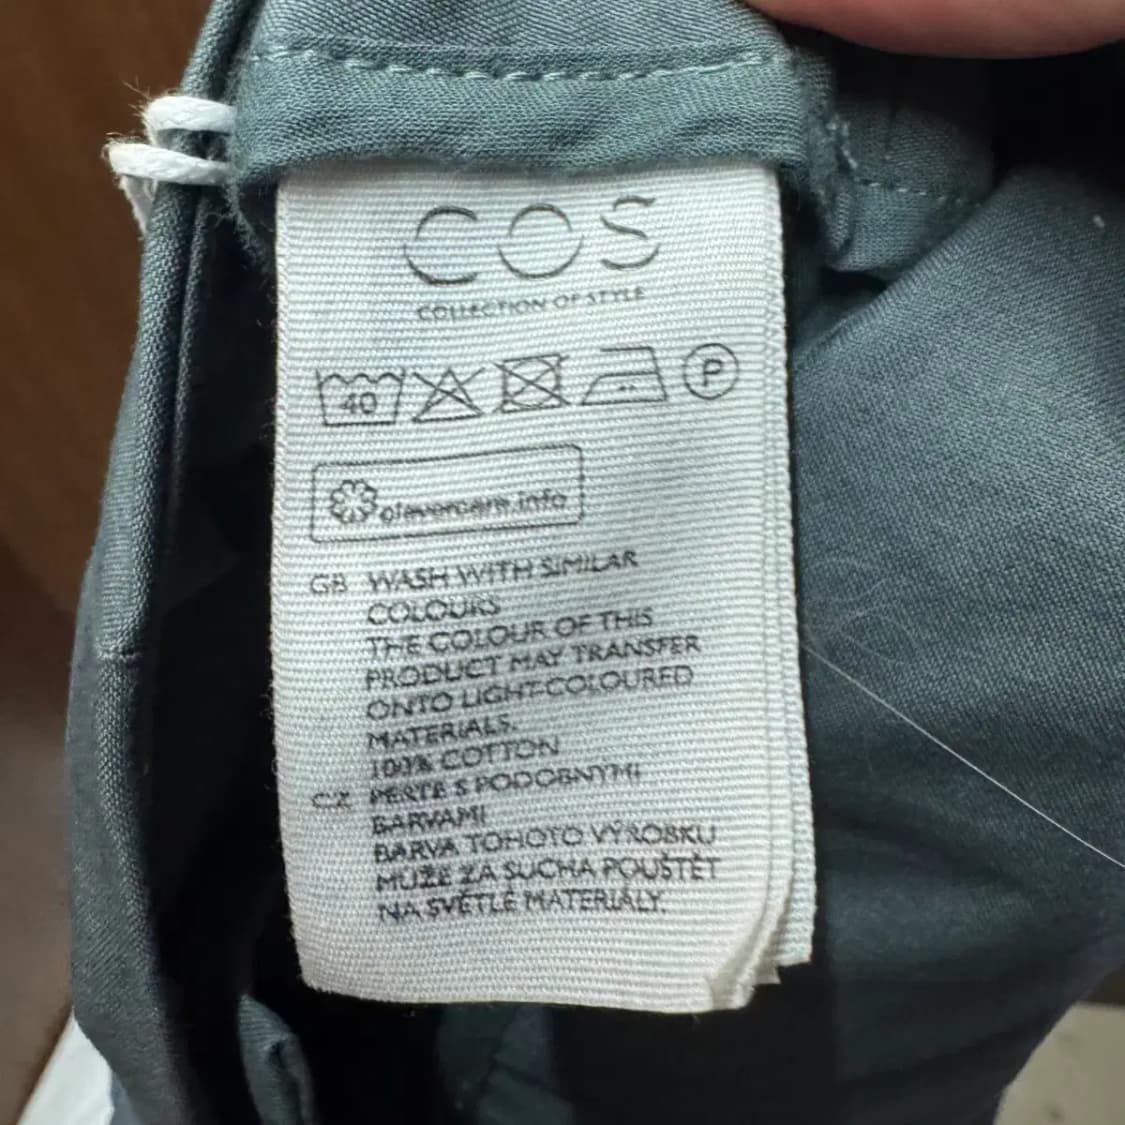 COS
COLLECTION OF STYLE
40 P
clevercare.info
GB WASH WITH SIMILAR
COLOURS
THE COLOUR OF THIS
PRODUCT MAY TRANSFER
ONTO LIGHT-COLOURED
MATERIALS.
100% COTTON
CZ PERTE S PODOBNÝMI
BARVAMI
BARVA TOHOTO VÝROBKU
MŮŽE ZA SUCHA POUŠTĚT
NA SVĚTLÉ MATERIÁLY.